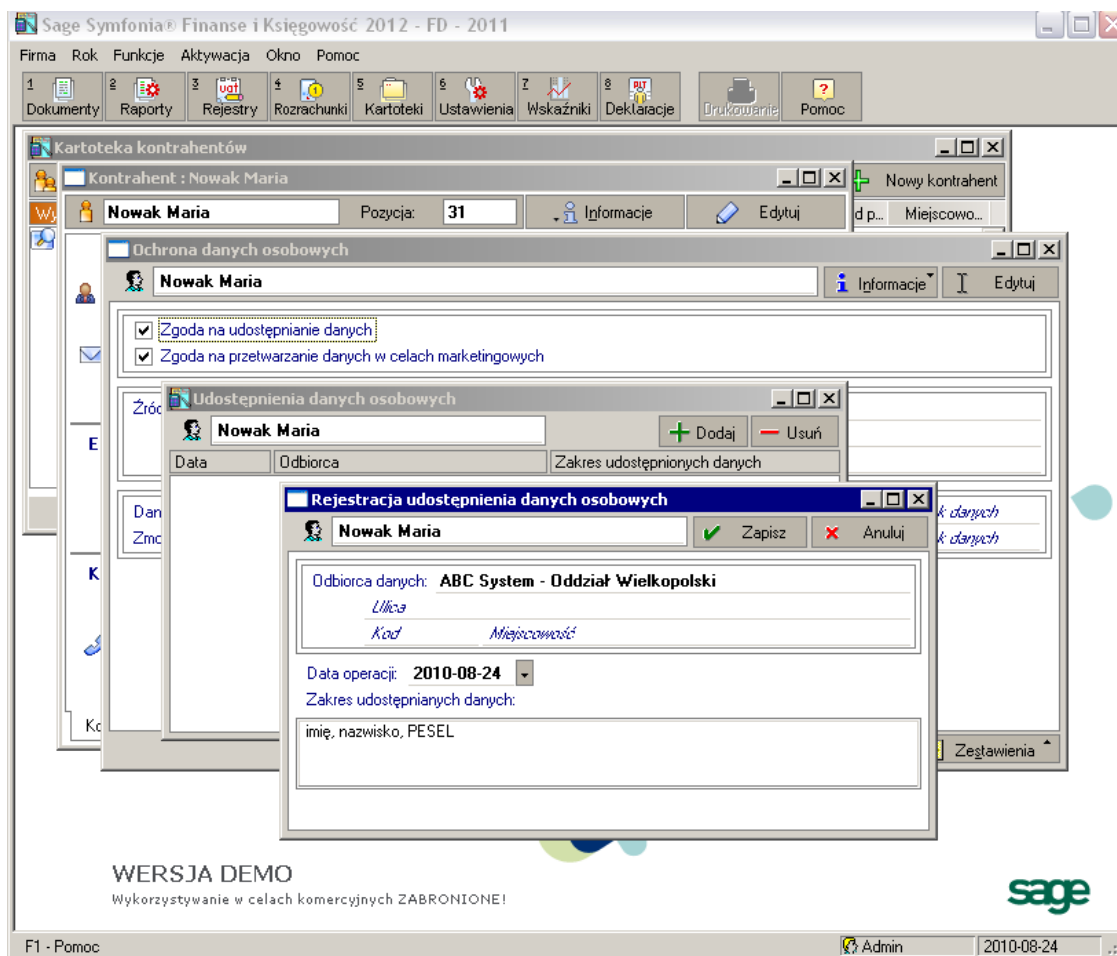 Sage Symfonia® Finanse i Księgowość 2012 - FD - 2011
Firma Rok Funkcje Aktywacja Okno Pomoc
1 2 3 4 5 6 7 8
Dokumenty Raporty Rejestry Rozrachunki Kartoteki Ustawienia Wskaźniki Deklaracje Drukowanie Pomoc
Kartoteka kontrahentów
Kontrahent : Nowak Maria
Nowy kontrahent
Nowak Maria Pozycja: 31 Informacje Edytuj
d p... Miejscowo...
Ochrona danych osobowych
Nowak Maria Informacje Edytuj
Zgoda na udostępnianie danych
Zgoda na przetwarzanie danych w celach marketingowych
Udostępnienia danych osobowych
Źród
Nowak Maria Dodaj Usuń
E
Data Odbiorca Zakres udostępnionych danych
Rejestracja udostępnienia danych osobowych
Dan k danych
Nowak Maria Zapisz Anuluj
Zmo k danych
K
Odbiorca danych: ABC System - Oddział Wielkopolski
Ulica
Kod Miejscowość
Data operacji: 2010-08-24
Zakres udostępnianych danych:
Ko
imię, nazwisko, PESEL
Zestawienia
WERSJA DEMO
Wykorzystywanie w celach komercyjnych ZABRONIONE!
sage
F1 - Pomoc Admin 2010-08-24